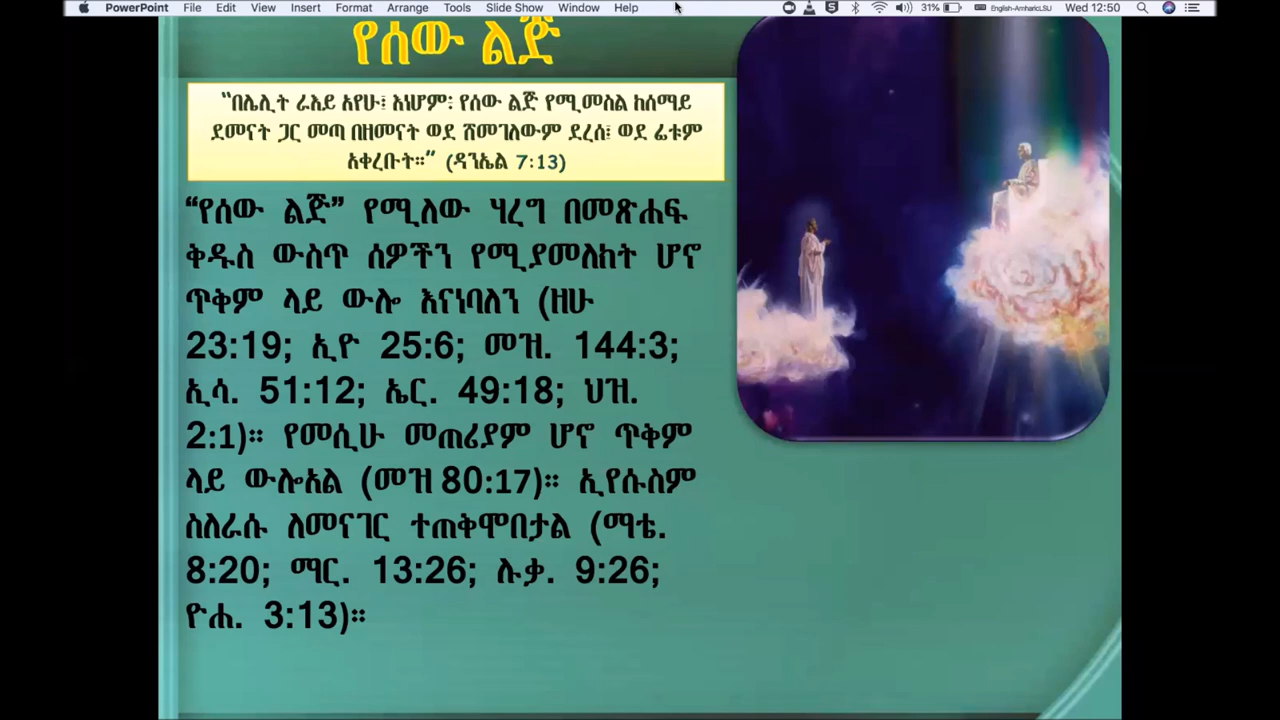 PowerPoint File Edit View Insert Format Arrange Tools Slide Show Window Help 31% English-AmharicLSU Wed 12:50
የሰው ልጅ
“በሌሊት ራእይ አየሁ፤ እነሆም፡ የሰው ልጅ የሚመስል ከሰማይ
ደመናት ጋር መጣ በዘመናት ወደ ሸመገለውም ደረሰ፤ ወደ ፊቱም
አቀረቡት።” (ዳንኤል 7:13)
“የሰው ልጅ” የሚለው ሃረግ በመጽሐፍ
ቅዱስ ውስጥ ሰዎችን የሚያመለክት ሆኖ
ጥቅም ላይ ውሎ እናነባለን (ዘሁ
23:19; ኢዮ 25:6; መዝ. 144:3;
ኢሳ. 51:12; ኤር. 49:18; ህዝ.
2:1)። የመሲሁ መጠሪያም ሆኖ ጥቅም
ላይ ውሎአል (መዝ 80:17)። ኢየሱስም
ስለራሱ ለመናገር ተጠቅሞበታል (ማቴ.
8:20; ማር. 13:26; ሉቃ. 9:26;
ዮሐ. 3:13)።